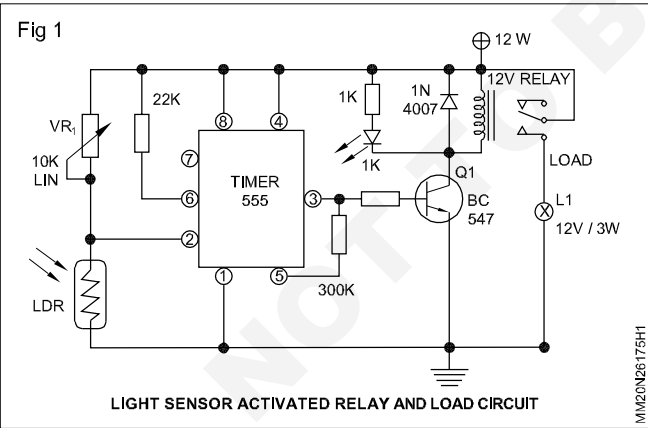 Fig 1
12 W
12V RELAY
1K
1N
4007
22K
VR1
10K
LIN
8
4
7
TIMER
555
6
3
2
1
5
1K
Q1
BC
547
LOAD
L1
12V / 3W
300K
LDR
LIGHT SENSOR ACTIVATED RELAY AND LOAD CIRCUIT
MM20N26175H1
NOT TO B